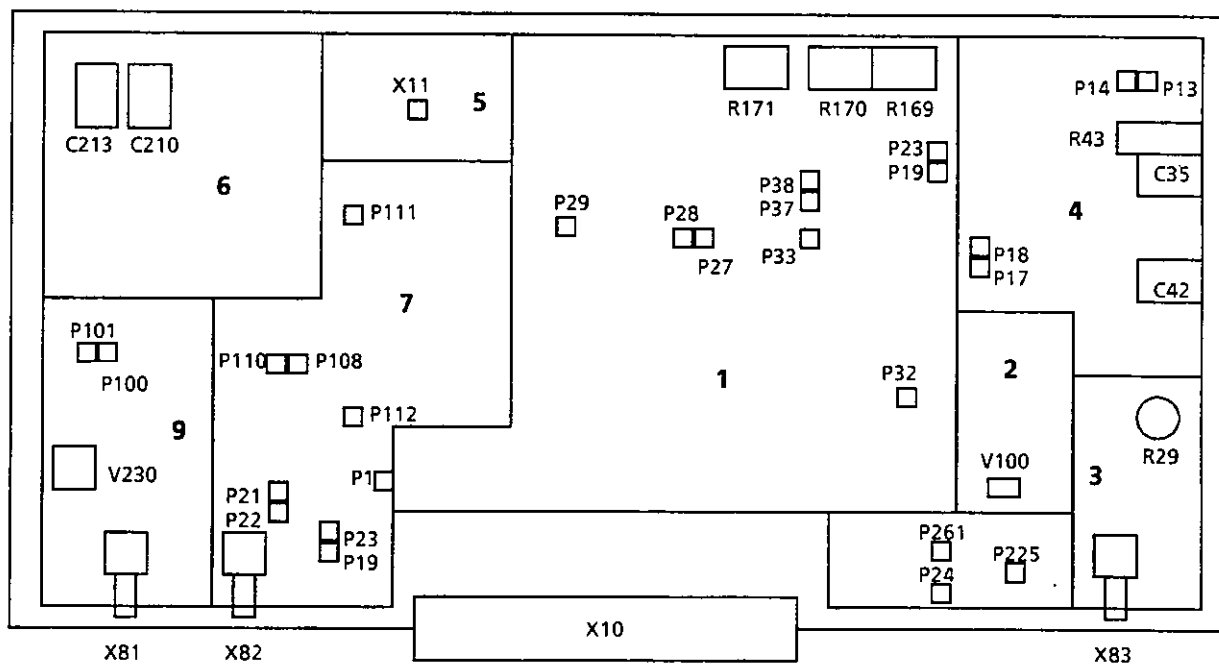 X11
5
R171
R170
R169
P14
P13
C213
C210
R43
P23
P19
C35
6
P38
P37
4
P111
P29
P28
P27
P33
P18
P17
C42
7
P101
P100
P110
P108
1
P32
2
P112
9
V230
R29
P1
V100
3
P21
P22
P23
P19
P261
P225
P24
X10
X81
X82
X83